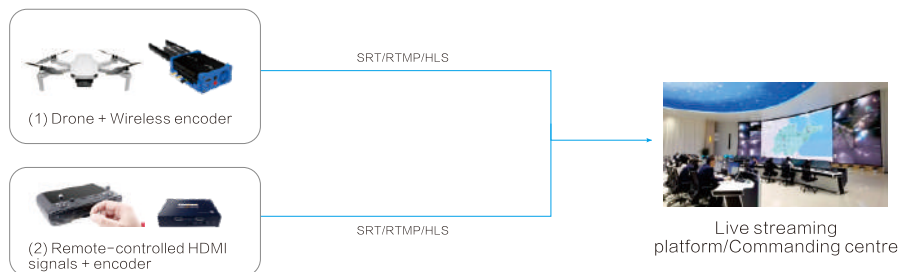 SRT/RTMP/HLS
(1) Drone + Wireless encoder
(2) Remote-controlled HDMI
signals + encoder
SRT/RTMP/HLS
Live streaming
platform/Commanding centre